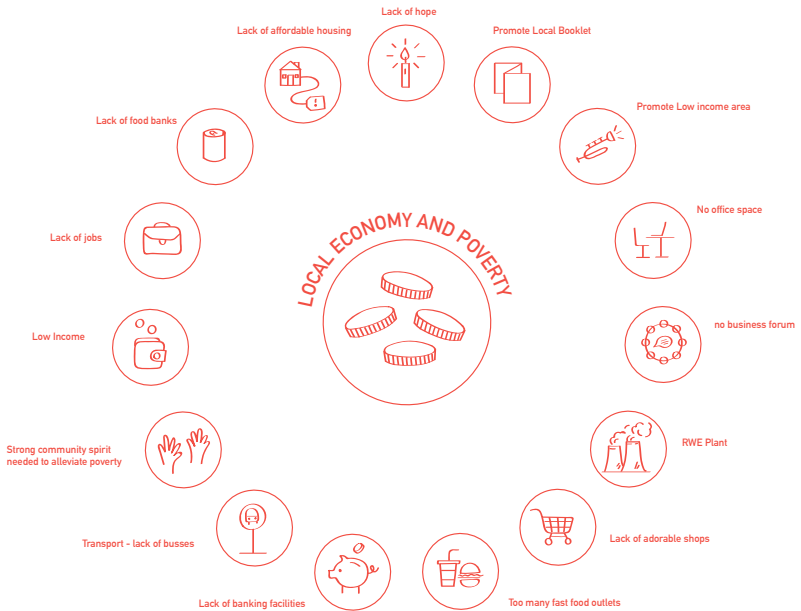 Lack of hope
Promote Local Booklet
Promote Low income area
No office space
no business forum
RWE Plant
Lack of adorable shops
Too many fast food outlets
Lack of banking facilities
Transport - lack of busses
Strong community spirit
needed to alleviate poverty
Low Income
Lack of jobs
Lack of food banks
Lack of affordable housing
LOCAL ECONOMY AND POVERTY